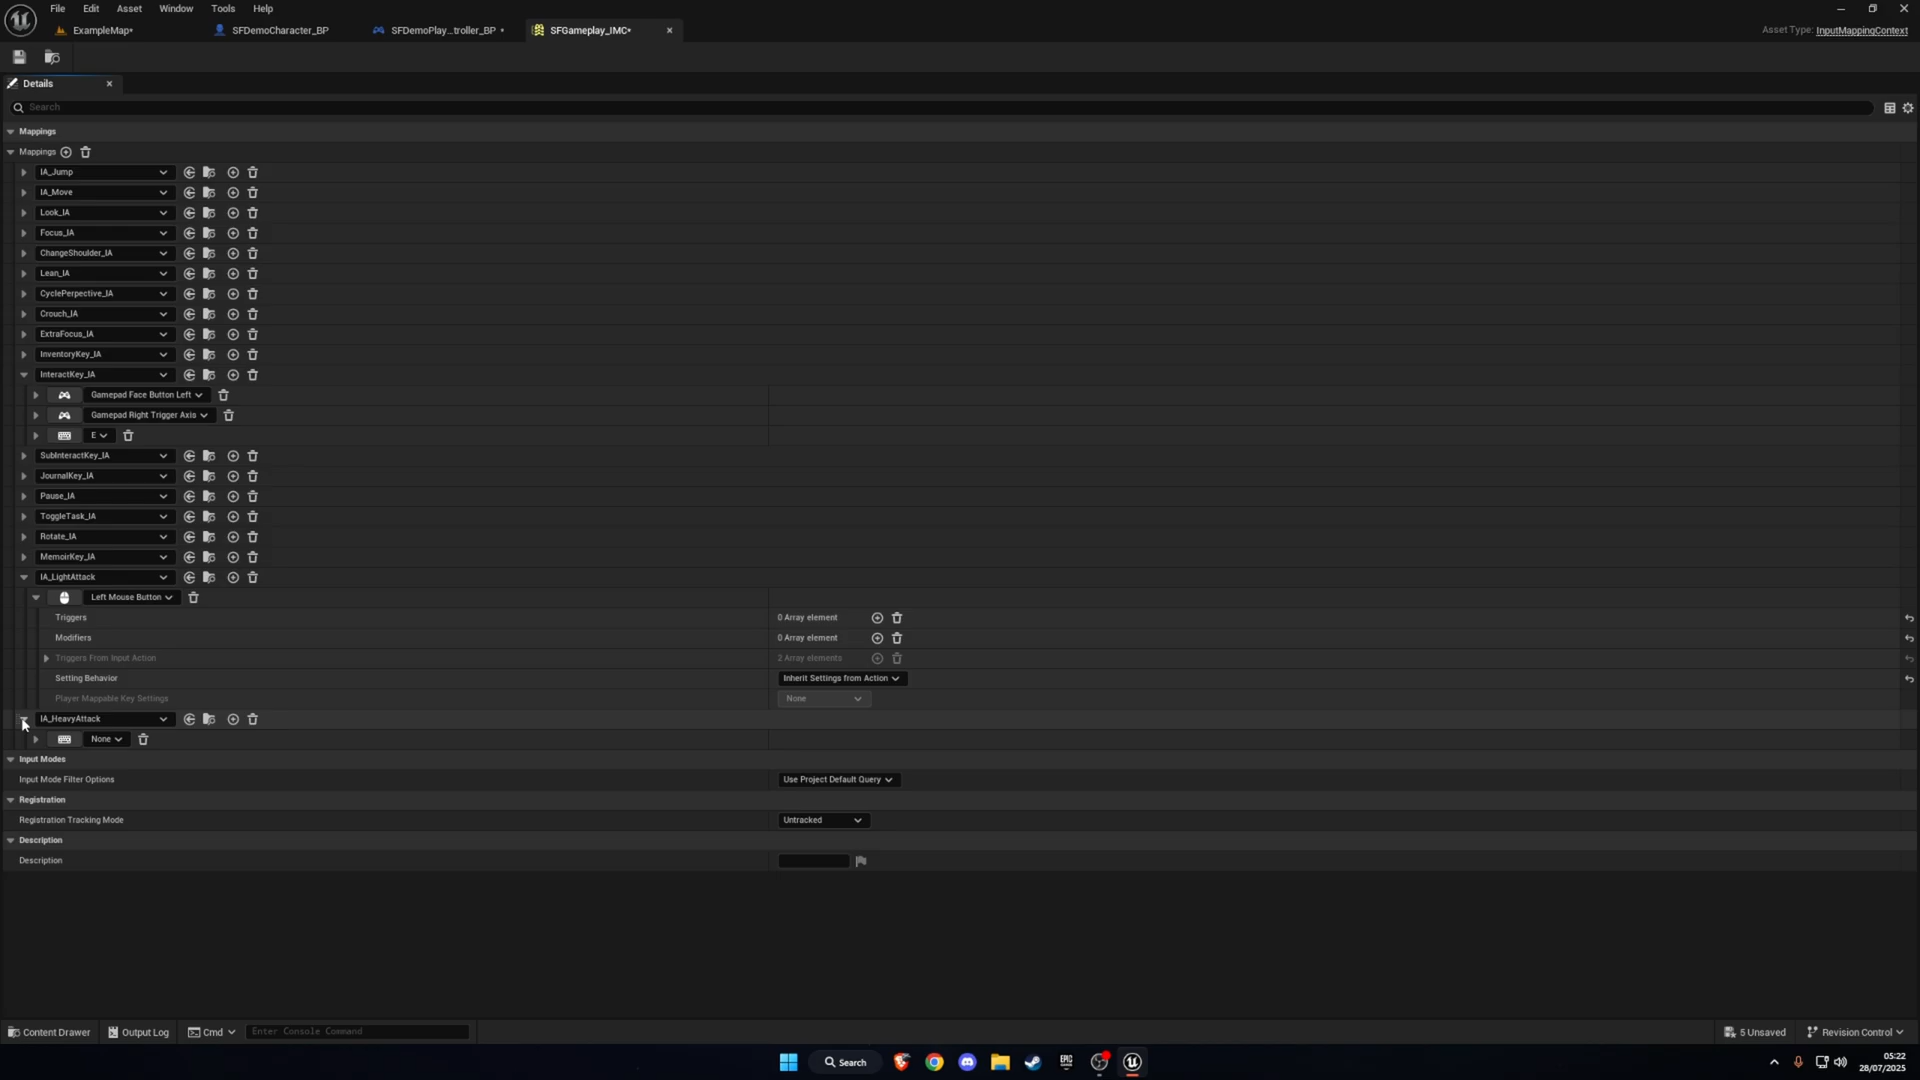 File Edit Asset Window Tools Help
ExampleMap* SFDemoCharacter_BP SFDemoPlay...troller_BP * SFGameplay_IMC* Asset Type: InputMappingContext
Details
Search
Mappings
Mappings
IA_Jump
IA_Move
Look_IA
Focus_IA
ChangeShoulder_IA
Lean_IA
CyclePerpective_IA
Crouch_IA
ExtraFocus_IA
InventoryKey_IA
InteractKey_IA
Gamepad Face Button Left
Gamepad Right Trigger Axis
E
SubInteractKey_IA
JournalKey_IA
Pause_IA
ToggleTask_IA
Rotate_IA
MemoirKey_IA
IA_LightAttack
Left Mouse Button
Triggers 0 Array element
Modifiers 0 Array element
Triggers From Input Action 2 Array elements
Setting Behavior Inherit Settings from Action
Player Mappable Key Settings None
IA_HeavyAttack
None
Input Modes
Input Mode Filter Options Use Project Default Query
Registration
Registration Tracking Mode Untracked
Description
Description
Content Drawer Output Log Cmd Enter Console Command 5 Unsaved Revision Control
Search EPIC 05:22
28/07/2025